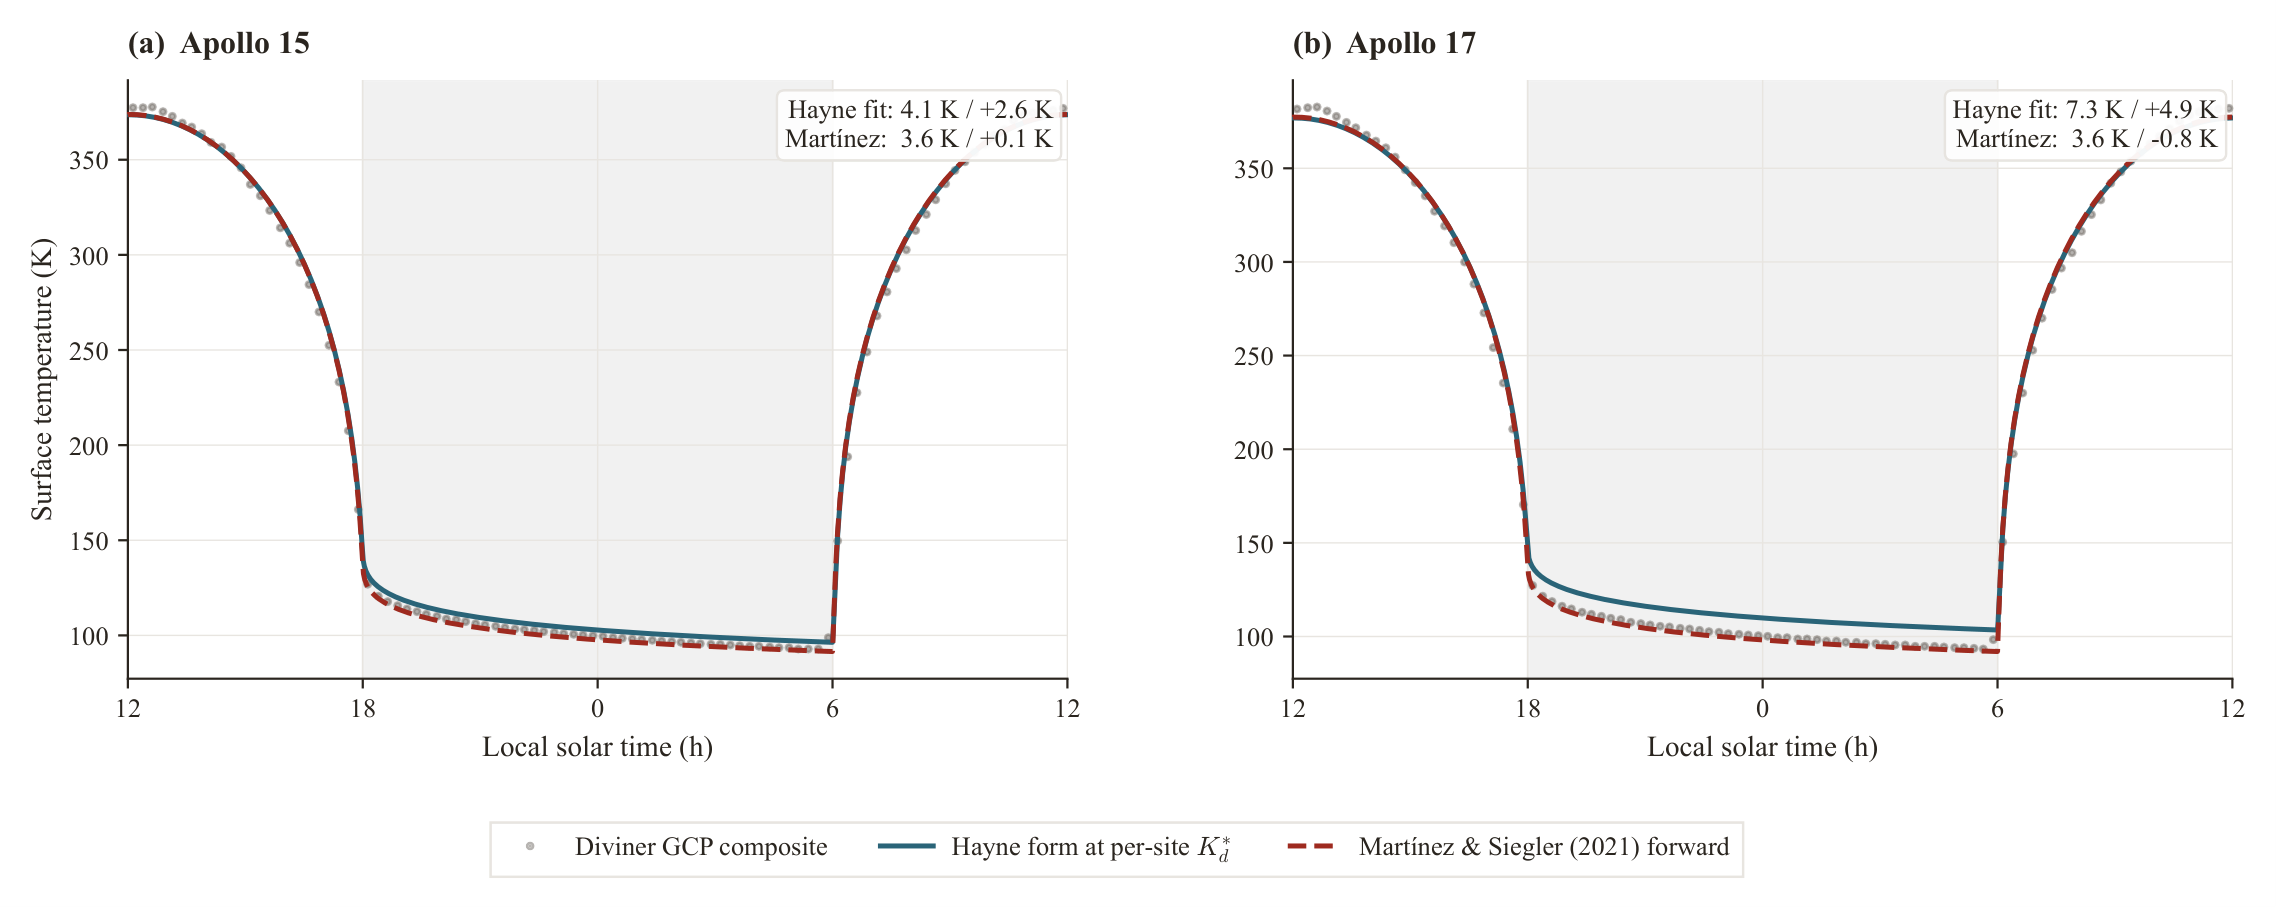 (a) Apollo 15
Hayne fit: 4.1 K / +2.6 K
Martínez: 3.6 K / +0.1 K
Surface temperature (K)
350
300
250
200
150
100
12 18 0 6 12
Local solar time (h)
(b) Apollo 17
Hayne fit: 7.3 K / +4.9 K
Martínez: 3.6 K / -0.8 K
350
300
250
200
150
100
12 18 0 6 12
Local solar time (h)
Diviner GCP composite
Hayne form at per-site $K_d^*$
Martínez & Siegler (2021) forward